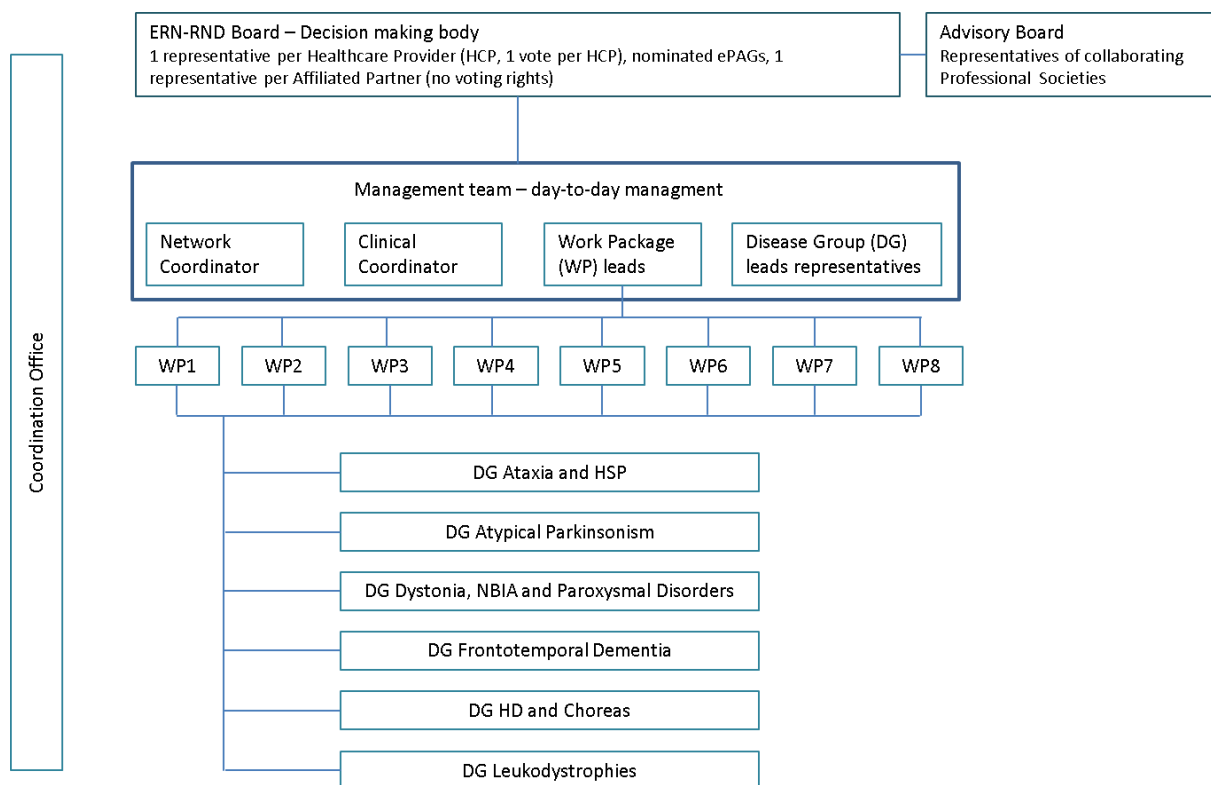 ERN-RND Board – Decision making body
1 representative per Healthcare Provider (HCP, 1 vote per HCP), nominated ePAGs, 1
representative per Affiliated Partner (no voting rights)
Advisory Board
Representatives of collaborating
Professional Societies
Coordination Office
Management team – day-to-day managment
Network
Coordinator
Clinical
Coordinator
Work Package
(WP) leads
Disease Group (DG)
leads representatives
WP1
WP2
WP3
WP4
WP5
WP6
WP7
WP8
DG Ataxia and HSP
DG Atypical Parkinsonism
DG Dystonia, NBIA and Paroxysmal Disorders
DG Frontotemporal Dementia
DG HD and Choreas
DG Leukodystrophies